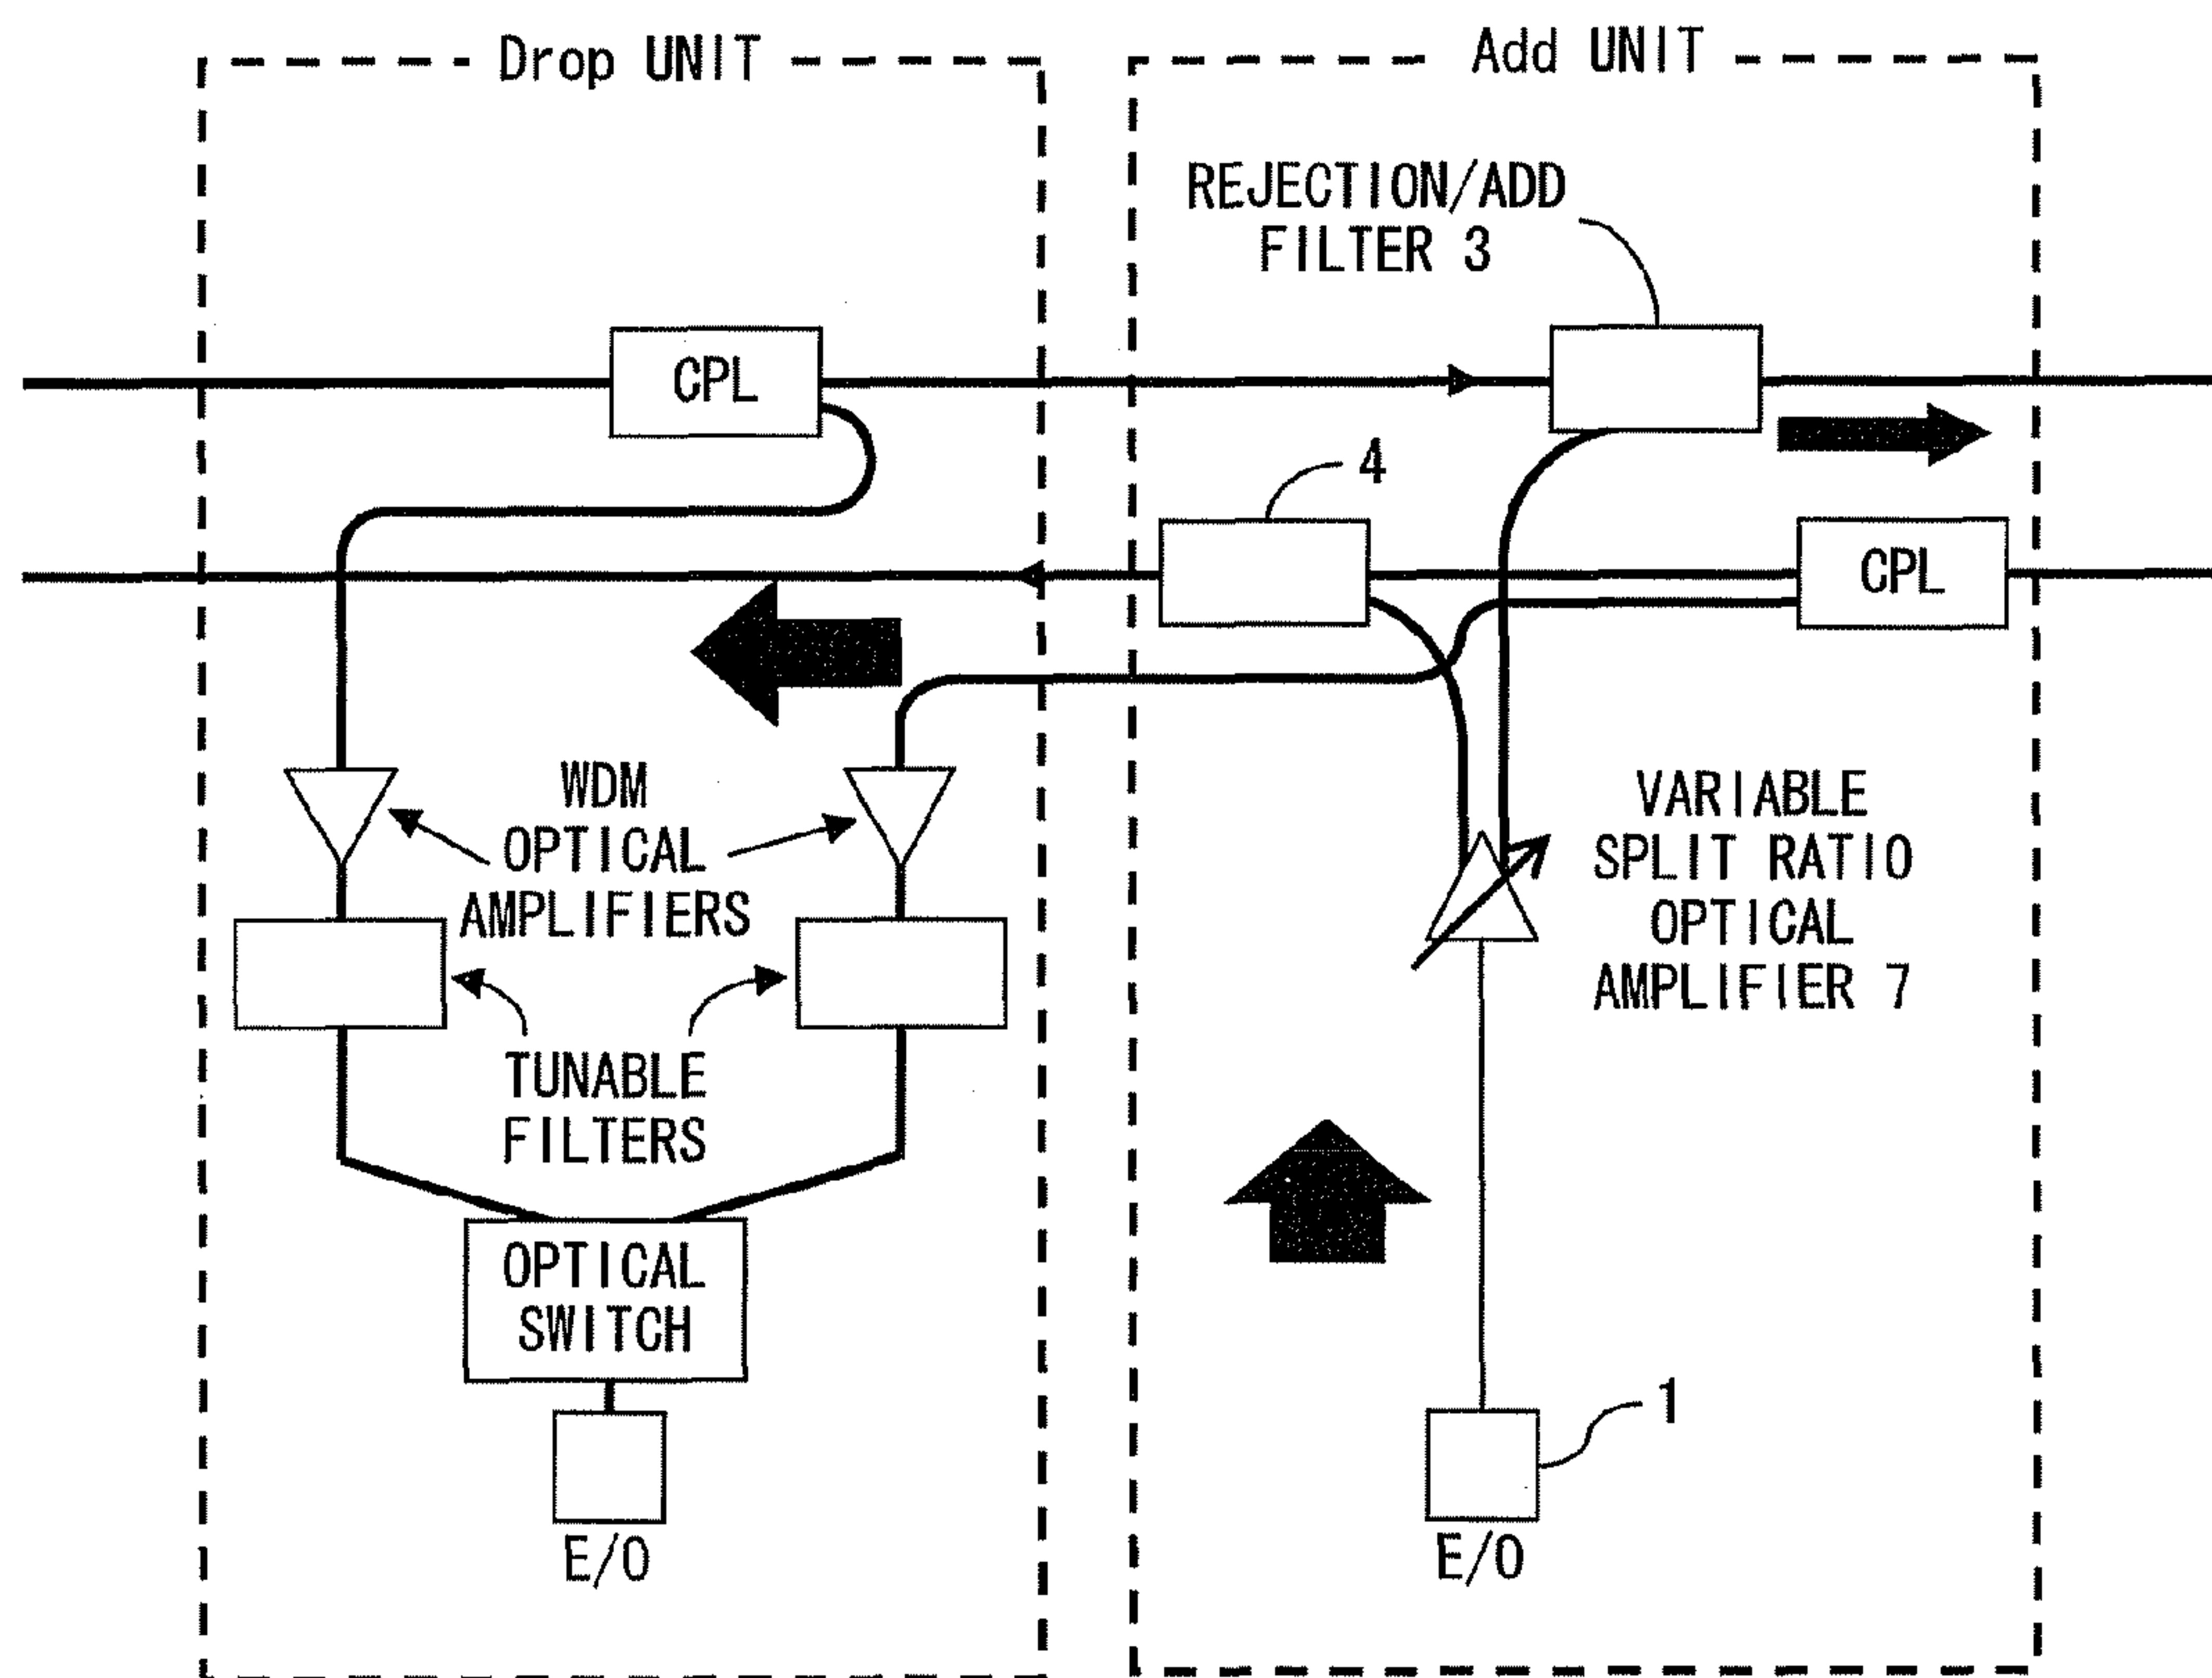 Drop UNIT
Add UNIT
REJECTION/ADD
FILTER 3
CPL
4
CPL
WDM
OPTICAL
AMPLIFIERS
VARIABLE
SPLIT RATIO
OPTICAL
AMPLIFIER 7
TUNABLE
FILTERS
OPTICAL
SWITCH
1
E/O
E/O